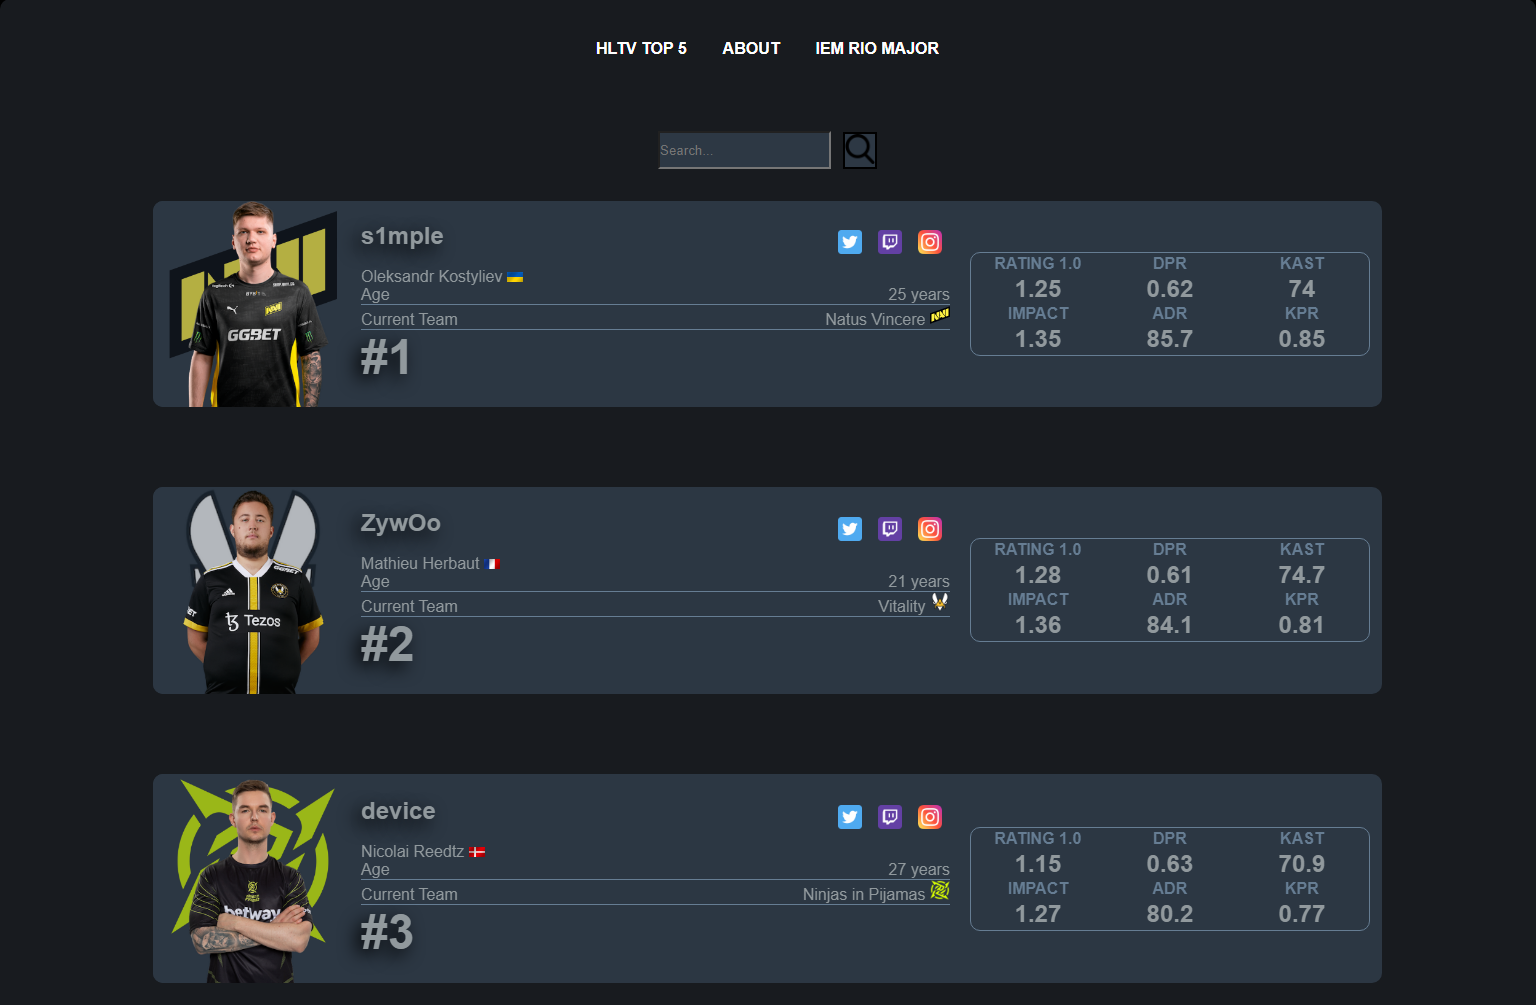 HLTV TOP 5 ABOUT IEM RIO MAJOR
Search...
s1mple
Oleksandr Kostyliev
Age 25 years
Current Team Natus Vincere
#1
RATING 1.0 DPR KAST
1.25 0.62 74
IMPACT ADR KPR
1.35 85.7 0.85
GGBET
ZywOo
Mathieu Herbaut
Age 21 years
Current Team Vitality
#2
RATING 1.0 DPR KAST
1.28 0.61 74.7
IMPACT ADR KPR
1.36 84.1 0.81
Tezos
device
Nicolai Reedtz
Age 27 years
Current Team Ninjas in Pijamas
#3
RATING 1.0 DPR KAST
1.15 0.63 70.9
IMPACT ADR KPR
1.27 80.2 0.77
betway